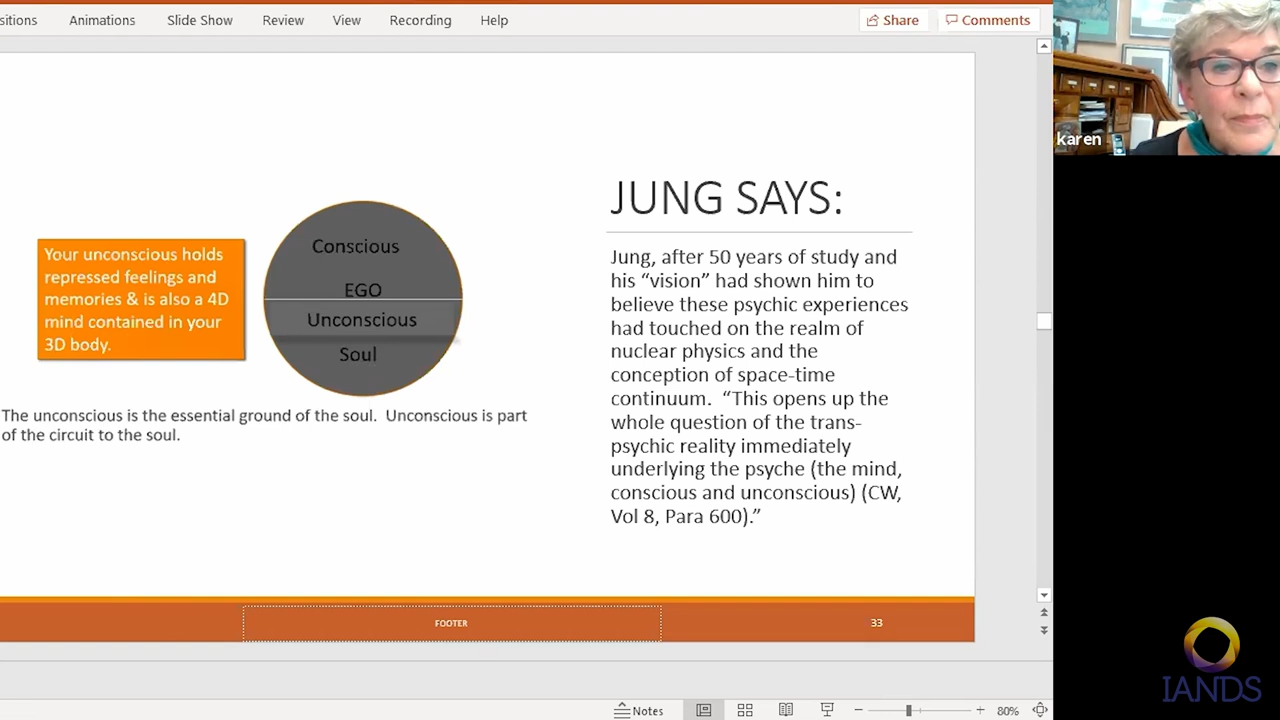 sitions Animations Slide Show Review View Recording Help Share Comments
karen
JUNG SAYS:
Your unconscious holds
repressed feelings and
memories & is also a 4D
mind contained in your
3D body.
Conscious
EGO
Unconscious
Soul
The unconscious is the essential ground of the soul.  Unconscious is part
of the circuit to the soul.
Jung, after 50 years of study and
his “vision” had shown him to
believe these psychic experiences
had touched on the realm of
nuclear physics and the
conception of space-time
continuum.  “This opens up the
whole question of the trans-
psychic reality immediately
underlying the psyche (the mind,
conscious and unconscious) (CW,
Vol 8, Para 600).”
FOOTER
33
IANDS
Notes
80%